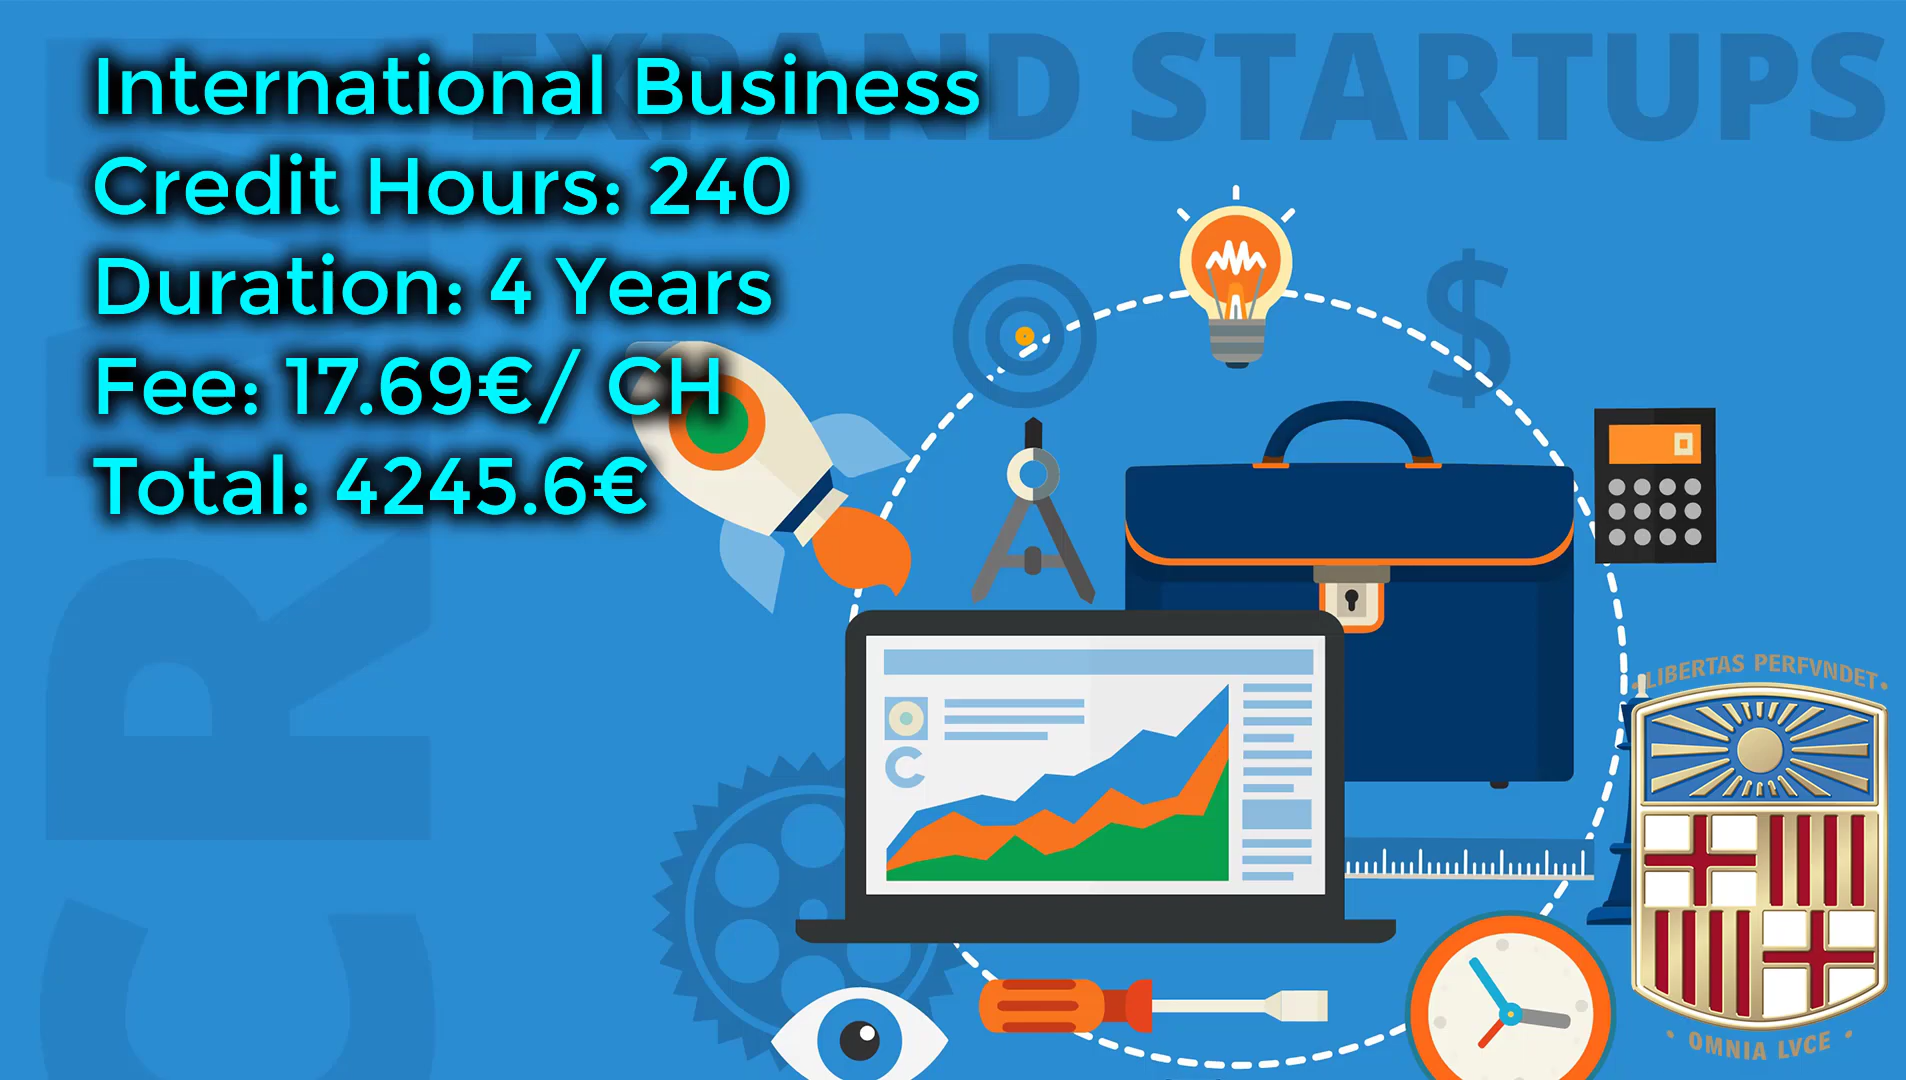 EXPAND STARTUPS
International Business
Credit Hours: 240
Duration: 4 Years
Fee: 17.69€/ CH
Total: 4245.6€
LIBERTAS PERFVNDET
OMNIA LVCE